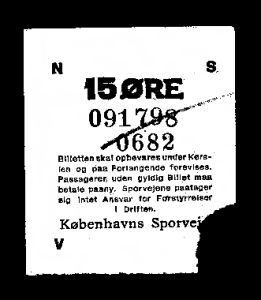 N S
15 ØRE
091798
0682
Billetten skal opbevares under Kørs-
len og paa Forlangende forevises.
Passagerer uden gyldig Billet maa
betale paany. Sporvejene paatager
sig intet Ansvar for Forstyrrelser
i Driften.
Københavns Sporvej
V